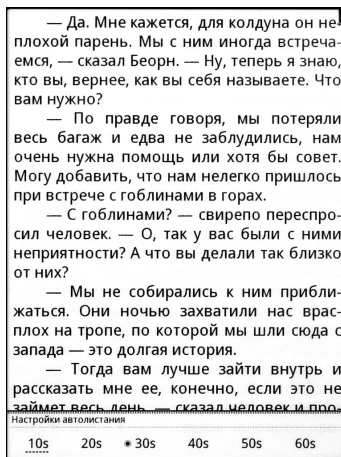 — Да. Мне кажется, для колдуна он не-
плохой парень. Мы с ним иногда встреча-
емся, — сказал Беорн. — Ну, теперь я знаю,
кто вы, вернее, как вы себя называете. Что
вам нужно?
— По правде говоря, мы потеряли
весь багаж и едва не заблудились, нам
очень нужна помощь или хотя бы совет.
Могу добавить, что нам нелегко пришлось
при встрече с гоблинами в горах.
— С гоблинами? — свирепо переспро-
сил человек. — О, так у вас были с ними
неприятности? А что вы делали так близко
от них?
— Мы не собирались к ним прибли-
жаться. Они ночью захватили нас врас-
плох на тропе, по которой мы шли сюда с
запада — это долгая история.
— Тогда вам лучше зайти внутрь и
рассказать мне ее, конечно, если это не
займет весь день, — сказал человек и про-
Настройки автолистания
10s 20s 30s 40s 50s 60s